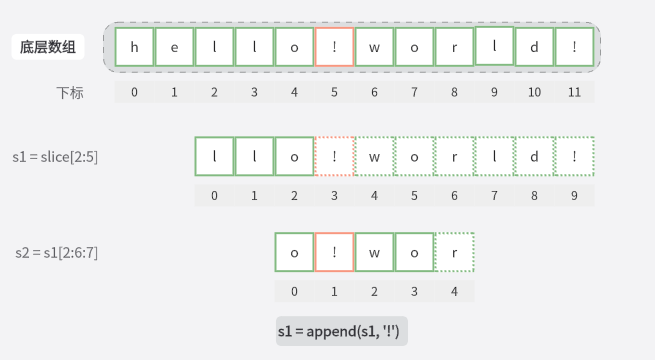 底层数组 h e l l o ! w o r l d !
下标 0 1 2 3 4 5 6 7 8 9 10 11
s1 = slice[2:5] l l o ! w o r l d !
0 1 2 3 4 5 6 7 8 9
s2 = s1[2:6:7] o ! w o r
0 1 2 3 4
s1 = append(s1, '!')